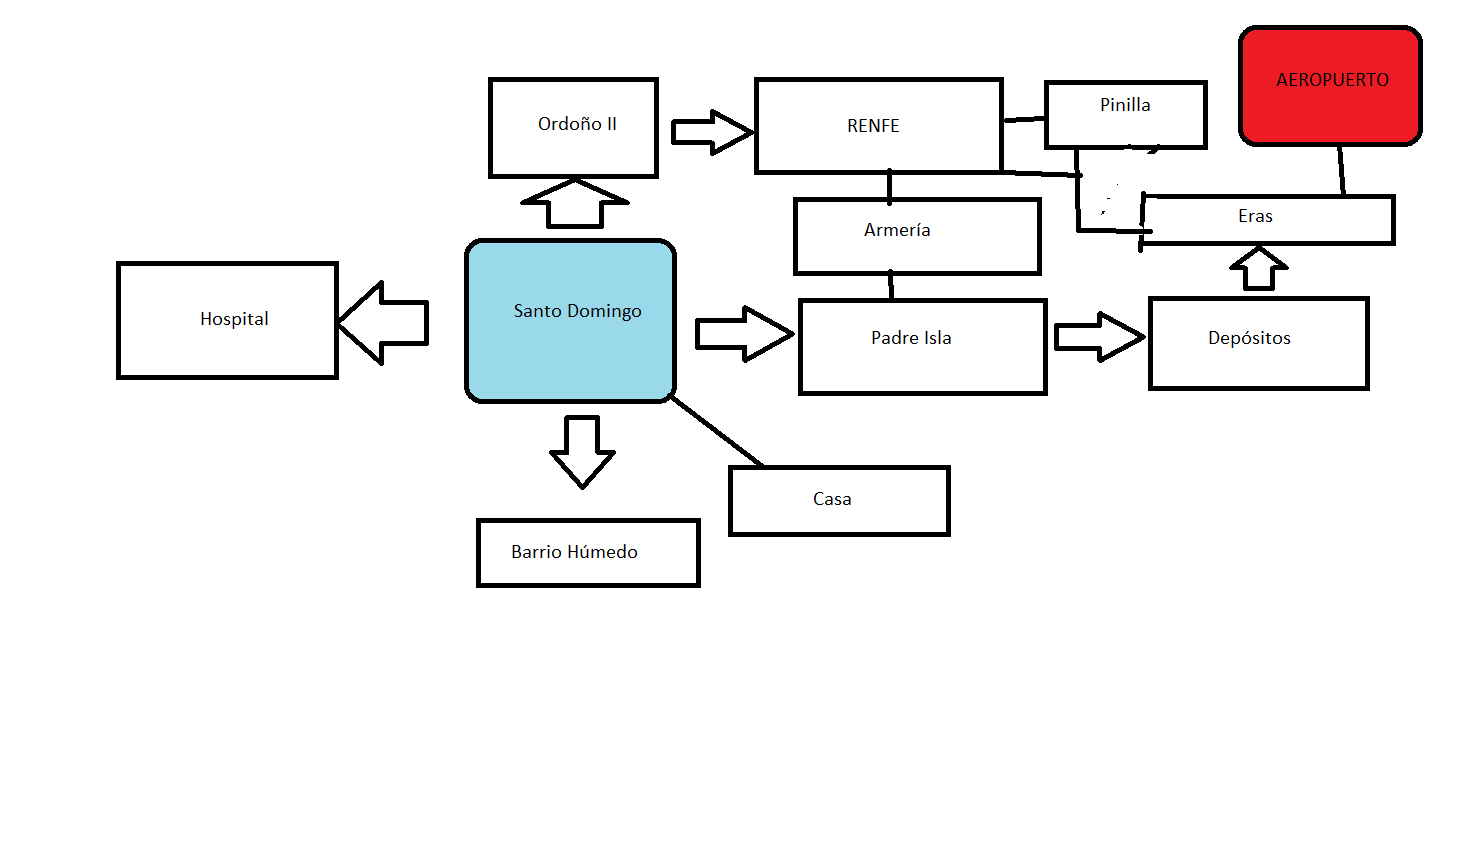 AEROPUERTO
Ordoño II
RENFE
Pinilla
Armería
Eras
Hospital
Santo Domingo
Padre Isla
Depósitos
Casa
Barrio Húmedo